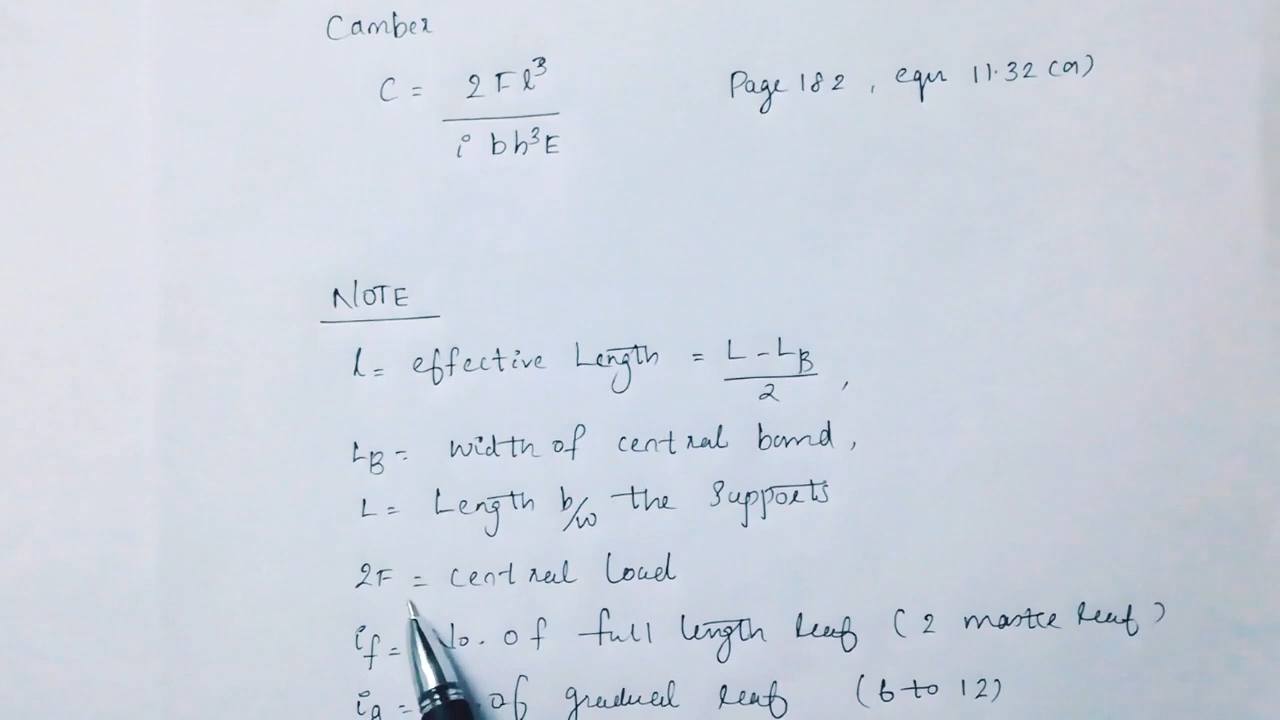 Camber
C = 2Fl³ / i bh³E
Page 182, equn 11.32 (a)
NOTE
l = effective Length = L - L_B / 2,
L_B = width of central band,
L = Length b/w the supports
2F = central Load
i_f = No. of full length leaf (2 master leaf)
i_g = of gradual leaf (6 to 12)